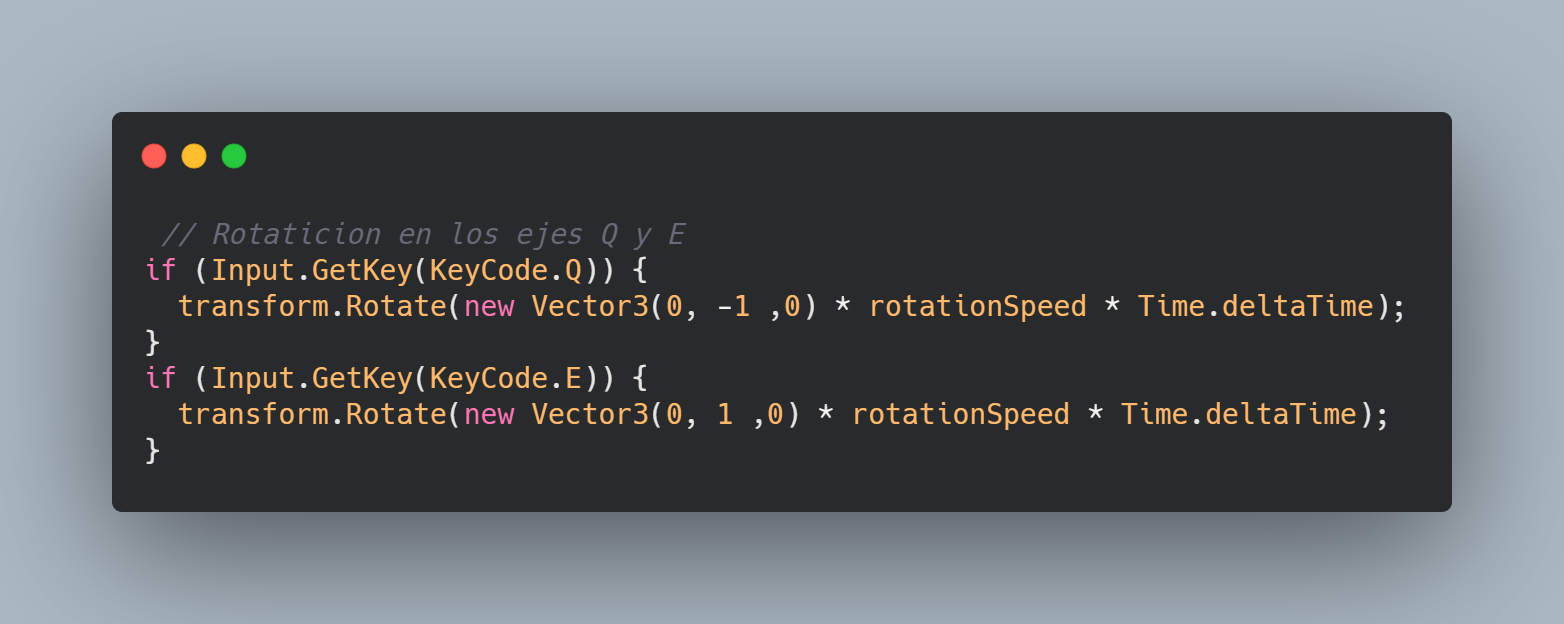 // Rotaticion en los ejes Q y E
if (Input.GetKey(KeyCode.Q)) {
  transform.Rotate(new Vector3(0, -1 ,0) * rotationSpeed * Time.deltaTime);
}
if (Input.GetKey(KeyCode.E)) {
  transform.Rotate(new Vector3(0, 1 ,0) * rotationSpeed * Time.deltaTime);
}